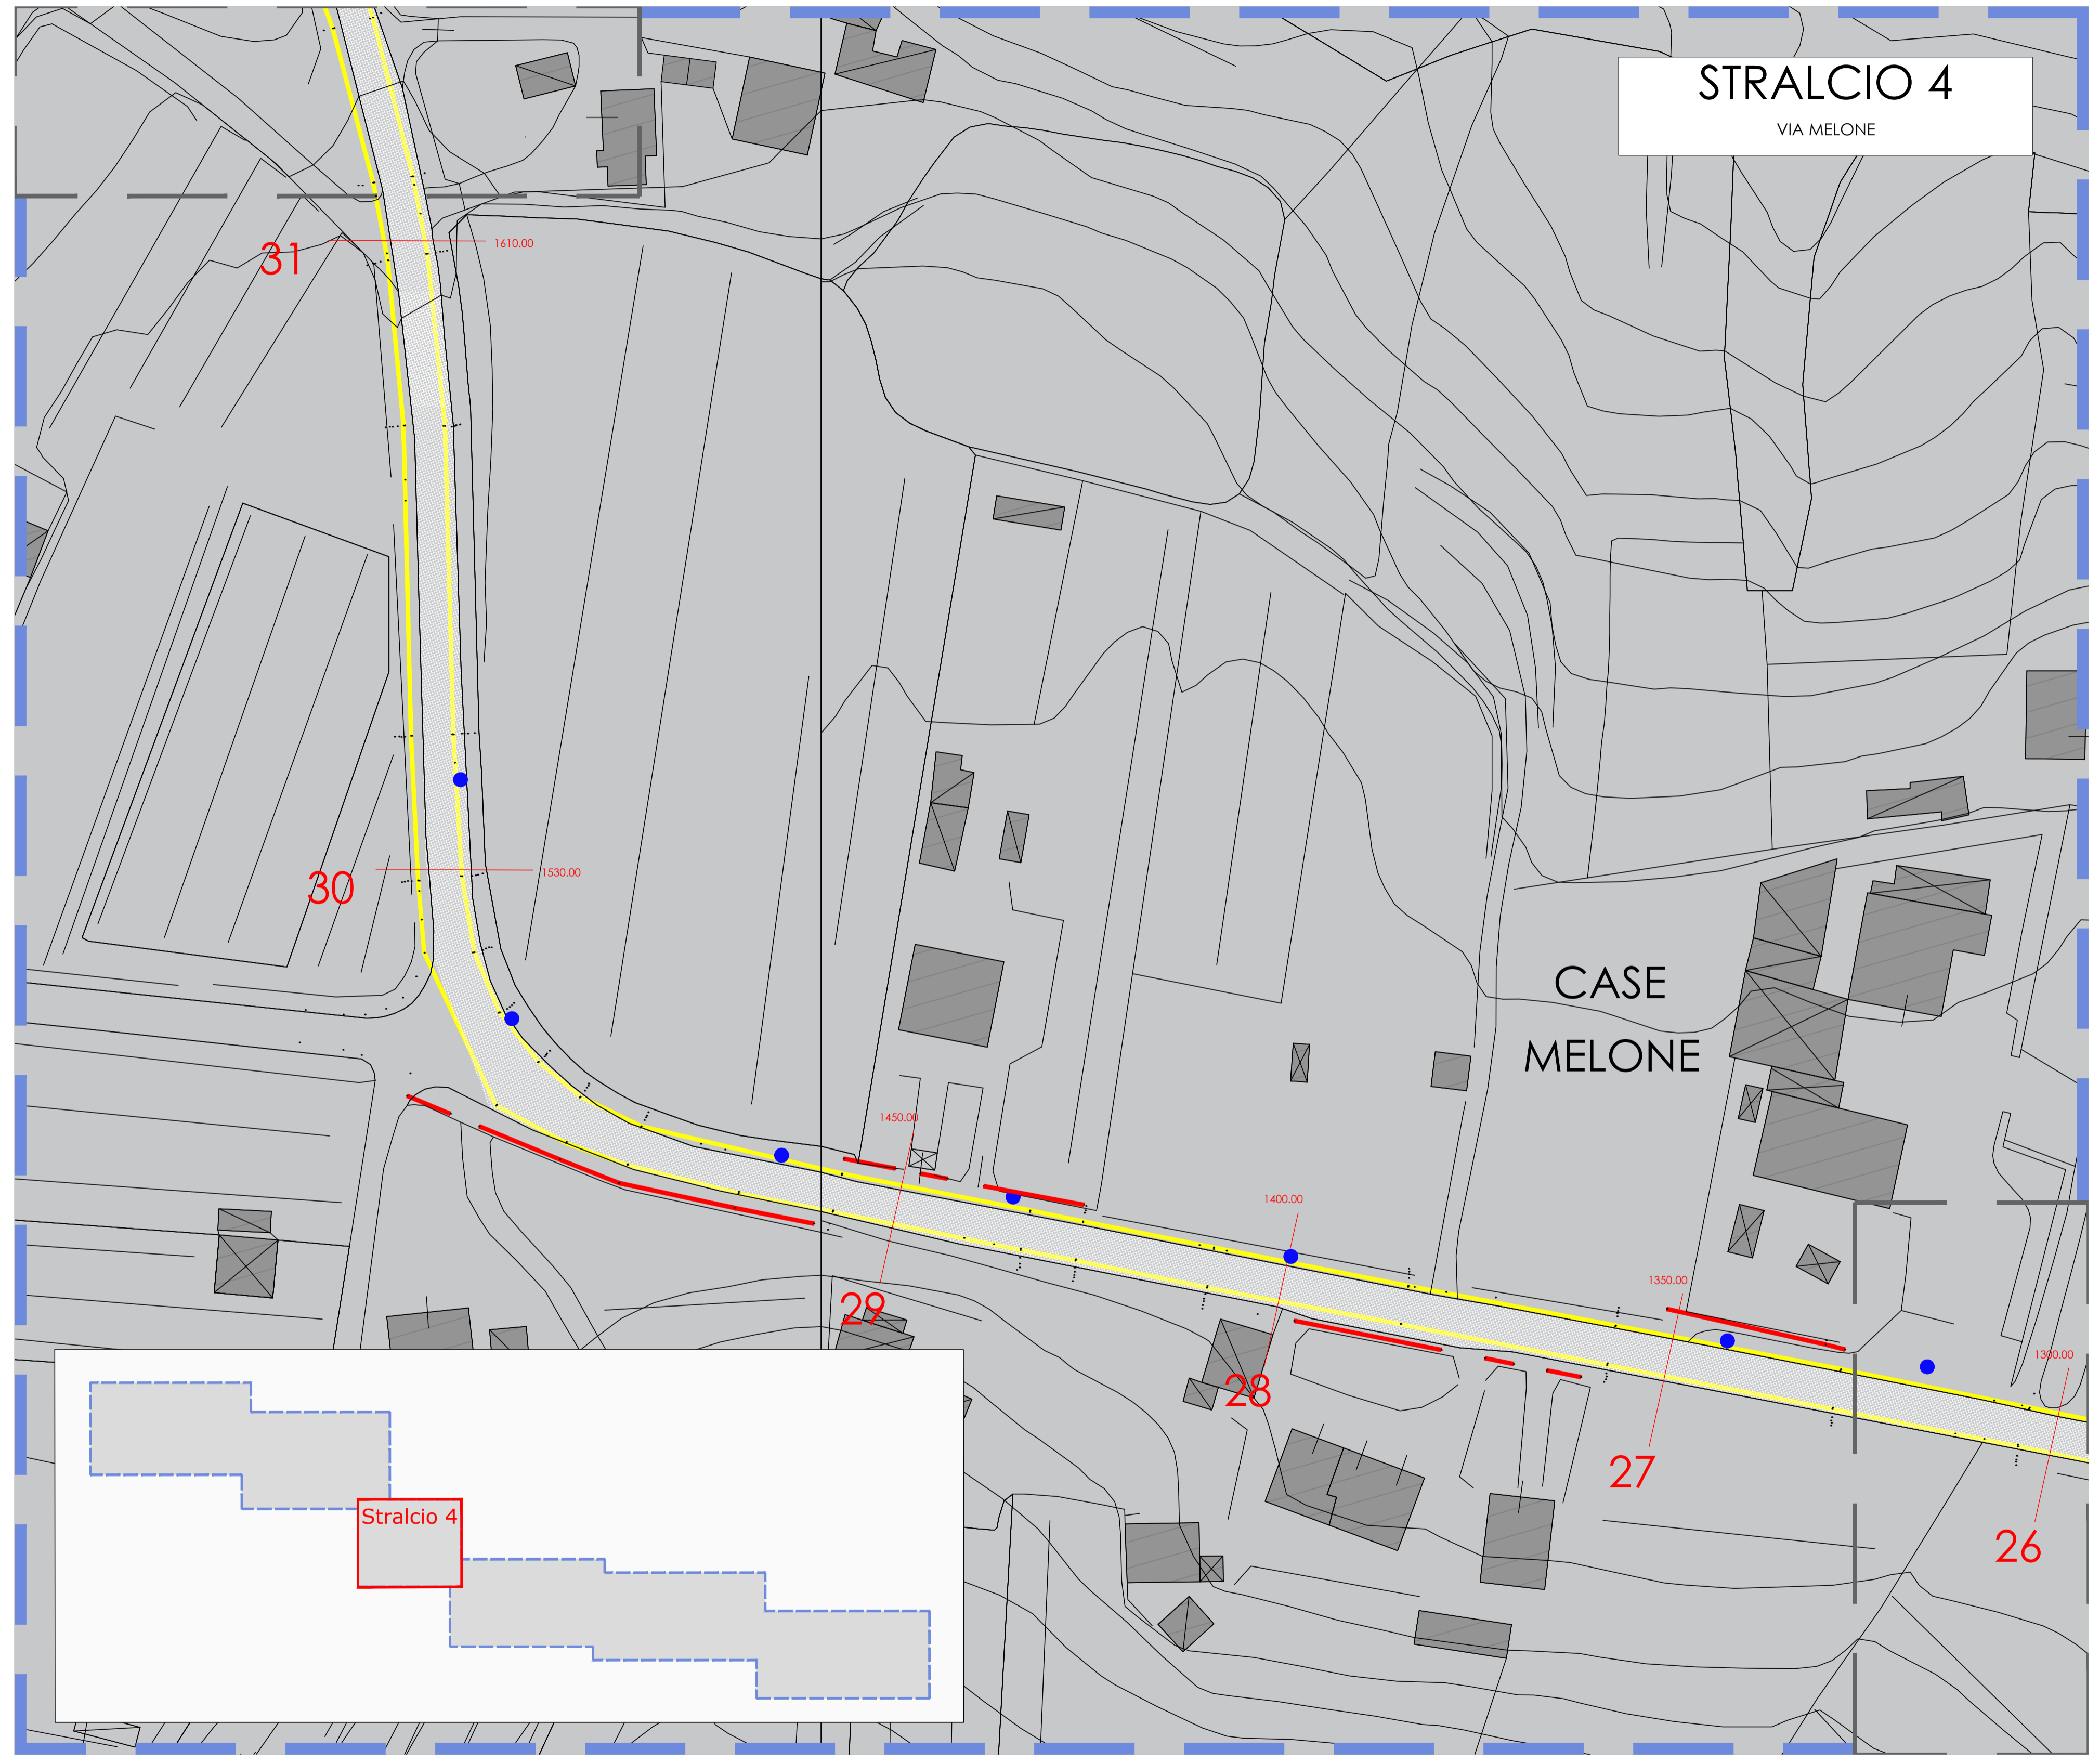 STRALCIO 4
VIA MELONE
31
1610.00
30
1530.00
CASE
MELONE
1450.00
29
1400.00
28
1350.00
27
1300.00
26
Stralcio 4